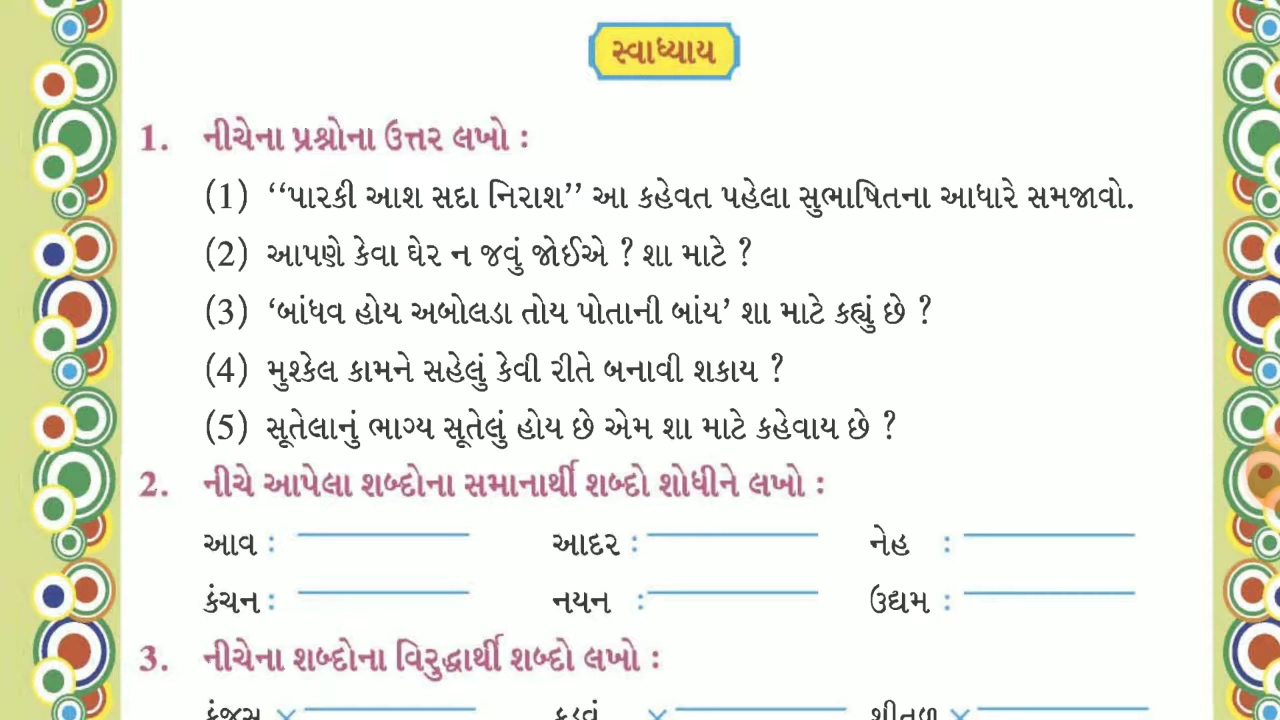 સ્વાધ્યાય
1. નીચેના પ્રશ્નોના ઉત્તર લખો :
(1) ‘‘પારકી આશ સદા નિરાશ’’ આ કહેવત પહેલા સુભાષિતના આધારે સમજાવો.
(2) આપણે કેવા ઘેર ન જવું જોઈએ ? શા માટે ?
(3) ‘બાંધવ હોય અબોલડા તોય પોતાની બાંય’ શા માટે કહ્યું છે ?
(4) મુશ્કેલ કામને સહેલું કેવી રીતે બનાવી શકાય ?
(5) સૂતેલાનું ભાગ્ય સૂતેલું હોય છે એમ શા માટે કહેવાય છે ?
2. નીચે આપેલા શબ્દોના સમાનાર્થી શબ્દો શોધીને લખો :
આવ : આદર : નેહ :
કંચન : નયન : ઉદ્યમ :
3. નીચેના શબ્દોના વિરુદ્ધાર્થી શબ્દો લખો :
કંજૂસ × કડવું × શીતળ ×